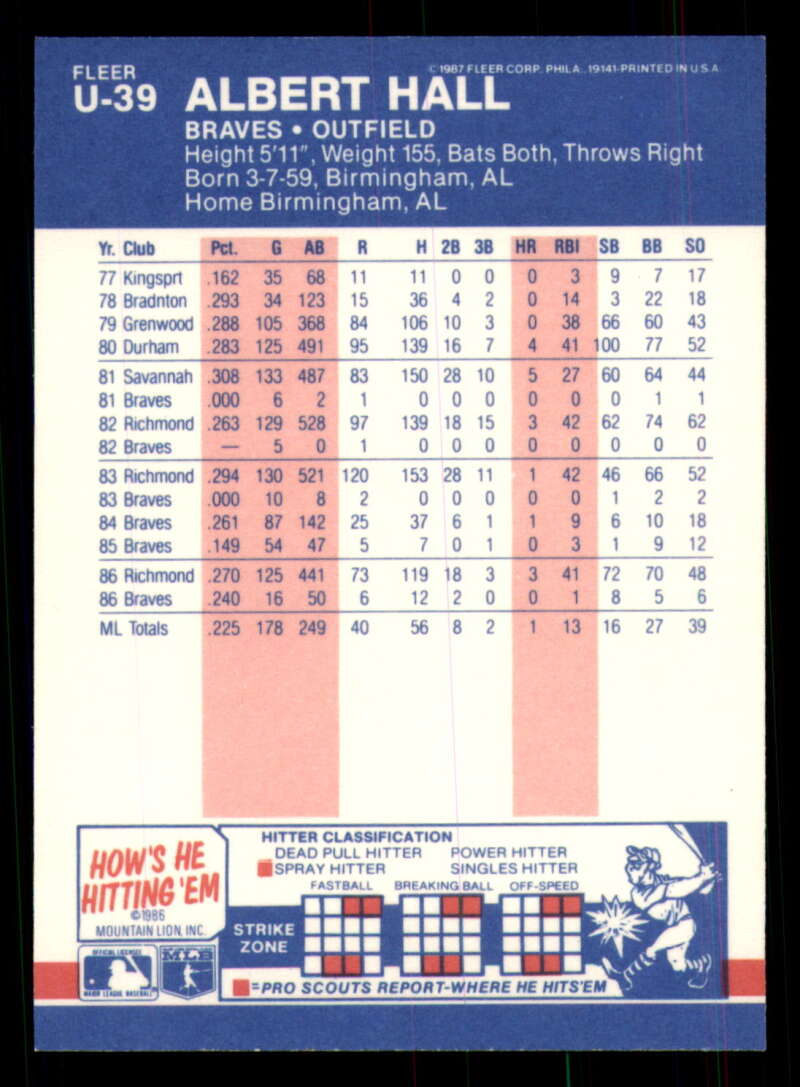 FLEER
© 1987 FLEER CORP. PHILA., 19141-PRINTED IN U S A
U-39 ALBERT HALL
BRAVES • OUTFIELD
Height 5'11", Weight 155, Bats Both, Throws Right
Born 3-7-59, Birmingham, AL
Home Birmingham, AL
Yr. Club Pct. G AB R H 2B 3B HR RBI SB BB SO
77 Kingsprt .162 35 68 11 11 0 0 0 3 9 7 17
78 Bradnton .293 34 123 15 36 4 2 0 14 3 22 18
79 Grenwood .288 105 368 84 106 10 3 0 38 66 60 43
80 Durham .283 125 491 95 139 16 7 4 41 100 77 52
81 Savannah .308 133 487 83 150 28 10 5 27 60 64 44
81 Braves .000 6 2 1 0 0 0 0 0 0 1 1
82 Richmond .263 129 528 97 139 18 15 3 42 62 74 62
82 Braves — 5 0 1 0 0 0 0 0 0 0 0
83 Richmond .294 130 521 120 153 28 11 1 42 46 66 52
83 Braves .000 10 8 2 0 0 0 0 0 1 2 2
84 Braves .261 87 142 25 37 6 1 1 9 6 10 18
85 Braves .149 54 47 5 7 0 1 0 3 1 9 12
86 Richmond .270 125 441 73 119 18 3 3 41 72 70 48
86 Braves .240 16 50 6 12 2 0 0 1 8 5 6
ML Totals .225 178 249 40 56 8 2 1 13 16 27 39
HOW'S HE
HITTING 'EM
©1986
MOUNTAIN LION, INC.
OFFICIAL LICENSEE
MAJOR LEAGUE BASEBALL
MLB
HITTER CLASSIFICATION
DEAD PULL HITTER POWER HITTER
SPRAY HITTER SINGLES HITTER
FASTBALL BREAKING BALL OFF-SPEED
STRIKE
ZONE
=PRO SCOUTS REPORT-WHERE HE HITS 'EM